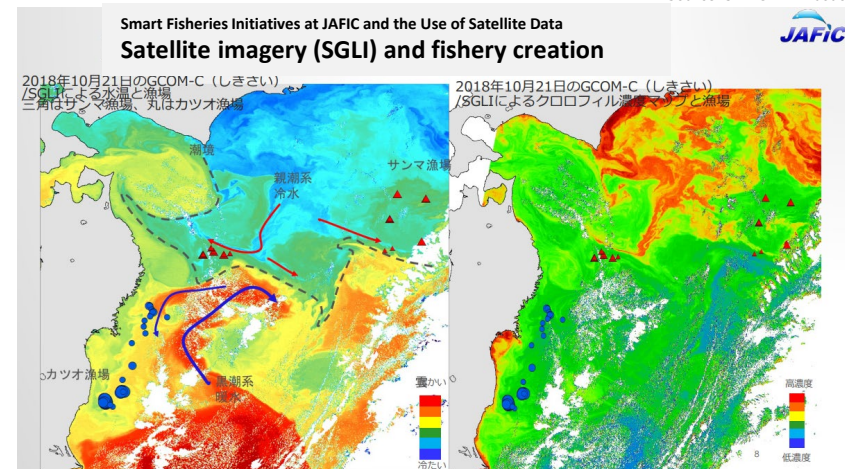 Smart Fisheries Initiatives at JAFIC and the Use of Satellite Data
Satellite imagery (SGLI) and fishery creation
JAFIC
2018年10月21日のGCOM-C（しきさい）
/SGLIによる水温と漁場
三角はサンマ漁場、丸はカツオ漁場
潮境
親潮系
冷水
サンマ漁場
カツオ漁場
黒潮系
暖水
冷たい
2018年10月21日のGCOM-C（しきさい）
/SGLIによるクロロフィル濃度マップと漁場
高濃度
低濃度
8